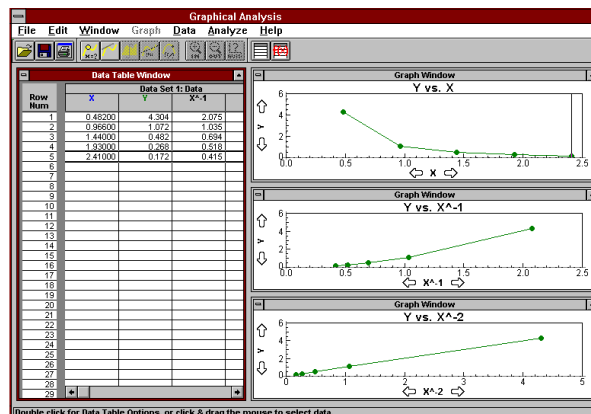 Graphical Analysis
File Edit Window Graph Data Analyze Help
Data Table Window
Data Set 1: Data
Row Num X Y X^-1
1 0.48200 4.304 2.075
2 0.96600 1.072 1.035
3 1.44000 0.482 0.694
4 1.93000 0.268 0.518
5 2.41000 0.172 0.415
6
7
8
9
10
11
12
13
14
15
16
17
18
19
20
21
22
23
24
25
26
27
28
29
Graph Window
Y vs. X
6
4
2
0
Y
0.0 0.5 1.0 1.5 2.0 2.5
X
Graph Window
Y vs. X^-1
6
4
2
0
Y
0.0 0.5 1.0 1.5 2.0 2.5
X^-1
Graph Window
Y vs. X^-2
6
4
2
0
Y
0 1 2 3 4 5
X^-2
Double click for Data Table Options, or click & drag the mouse to select data